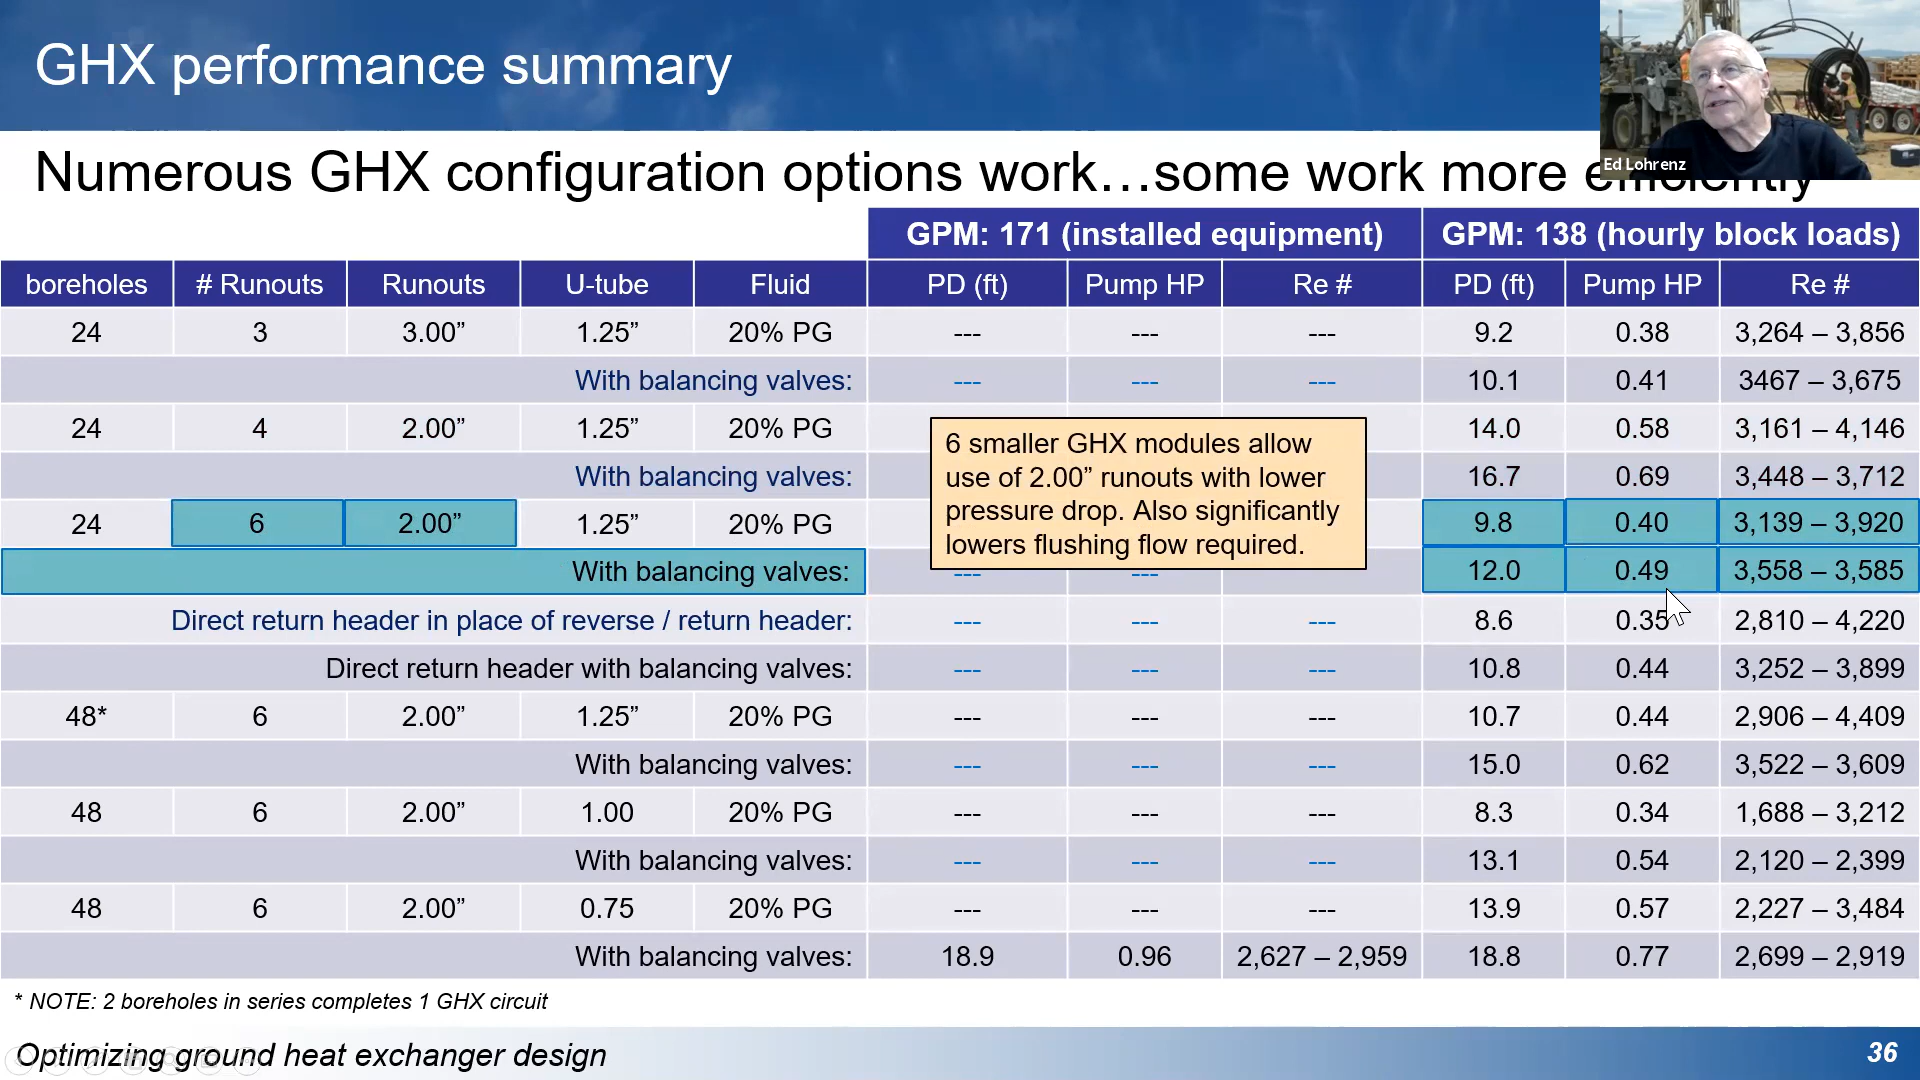 GHX performance summary
Ed Lohrenz
Numerous GHX configuration options work…some work more efficiently
GPM: 171 (installed equipment) GPM: 138 (hourly block loads)
boreholes # Runouts Runouts U-tube Fluid PD (ft) Pump HP Re # PD (ft) Pump HP Re #
24 3 3.00” 1.25” 20% PG --- --- --- 9.2 0.38 3,264 – 3,856
With balancing valves: --- --- --- 10.1 0.41 3467 – 3,675
24 4 2.00” 1.25” 20% PG 14.0 0.58 3,161 – 4,146
With balancing valves: 16.7 0.69 3,448 – 3,712
24 6 2.00” 1.25” 20% PG 9.8 0.40 3,139 – 3,920
With balancing valves: --- --- 12.0 0.49 3,558 – 3,585
6 smaller GHX modules allow
use of 2.00” runouts with lower
pressure drop. Also significantly
lowers flushing flow required.
Direct return header in place of reverse / return header: --- --- --- 8.6 0.35 2,810 – 4,220
Direct return header with balancing valves: --- --- --- 10.8 0.44 3,252 – 3,899
48* 6 2.00” 1.25” 20% PG --- --- --- 10.7 0.44 2,906 – 4,409
With balancing valves: --- --- --- 15.0 0.62 3,522 – 3,609
48 6 2.00” 1.00 20% PG --- --- --- 8.3 0.34 1,688 – 3,212
With balancing valves: --- --- --- 13.1 0.54 2,120 – 2,399
48 6 2.00” 0.75 20% PG --- --- --- 13.9 0.57 2,227 – 3,484
With balancing valves: 18.9 0.96 2,627 – 2,959 18.8 0.77 2,699 – 2,919
* NOTE: 2 boreholes in series completes 1 GHX circuit
Optimizing ground heat exchanger design
36